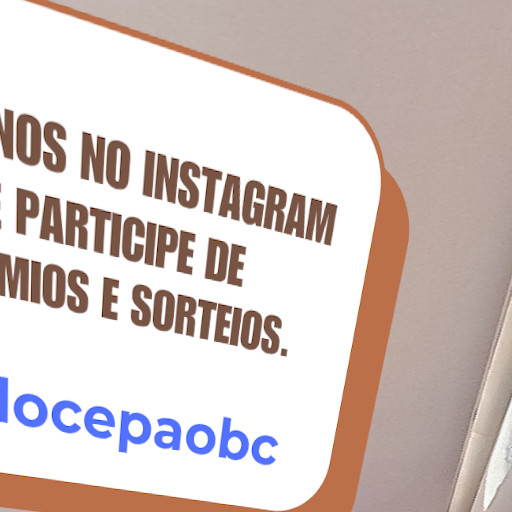 NOS NO INSTAGRAM
E PARTICIPE DE
MIOS E SORTEIOS.
docepaobc